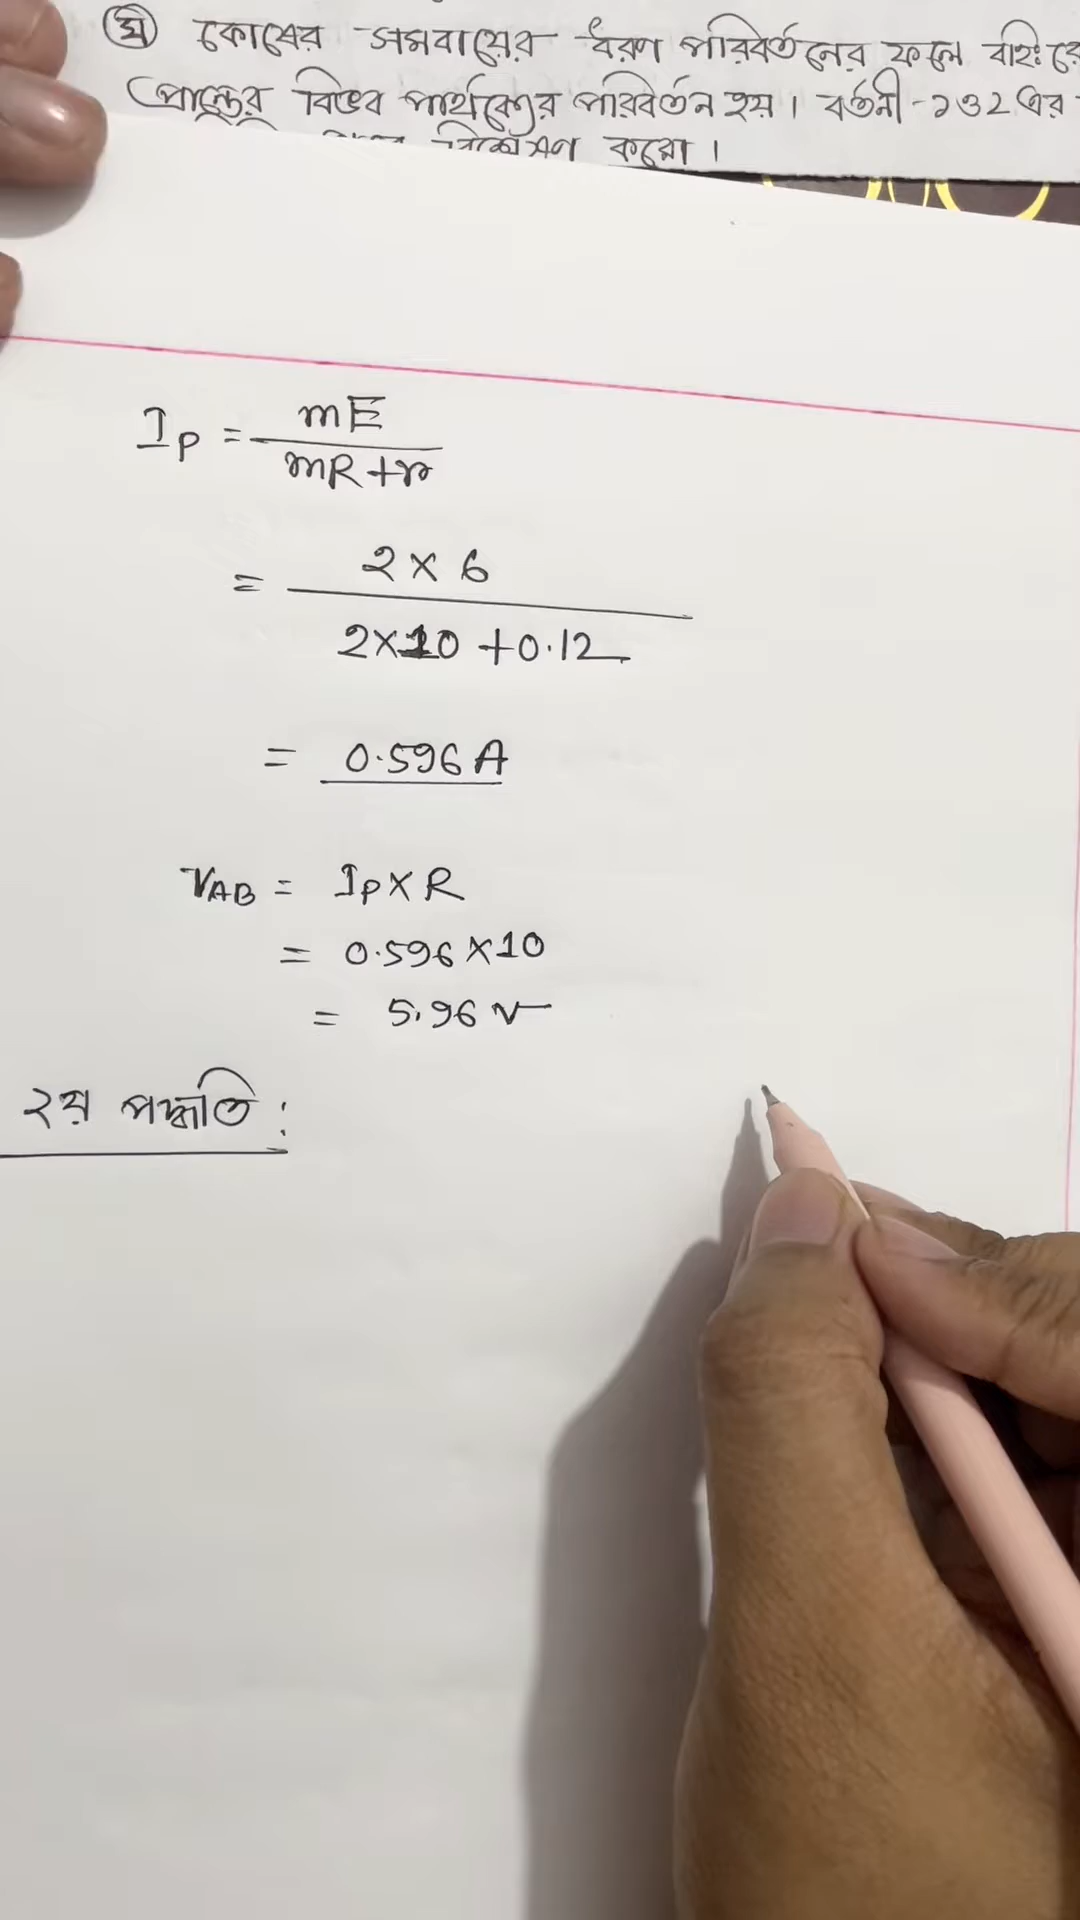 ঘ কোষের সমবায়ের ধরণ পরিবর্তনের ফলে বহিঃ
প্রান্তের বিভব পার্থক্যের পরিবর্তন হয়। বর্তনী-১ও২ এর
বিশ্লেষণ করো।
Ip = mE / mR+r
= 2 × 6 / 2×10 + 0.12
= 0.596 A
VAB = Ip × R
= 0.596 × 10
= 5.96 V
২য় পদ্ধতি: